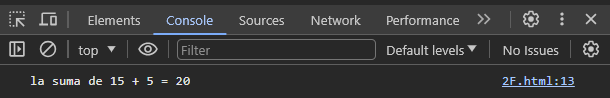 Elements Console Sources Network Performance
top Filter Default levels No Issues
la suma de 15 + 5 = 20 2F.html:13